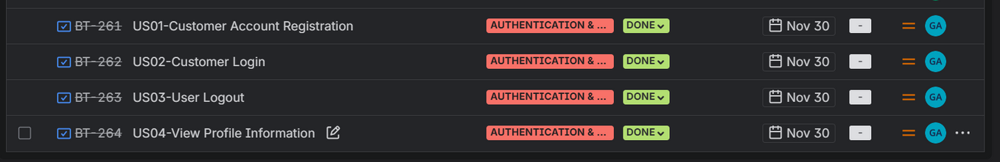 BT-261 US01-Customer Account Registration AUTHENTICATION & ... DONE Nov 30 - GA
BT-262 US02-Customer Login AUTHENTICATION & ... DONE Nov 30 - GA
BT-263 US03-User Logout AUTHENTICATION & ... DONE Nov 30 - GA
BT-264 US04-View Profile Information AUTHENTICATION & ... DONE Nov 30 - GA